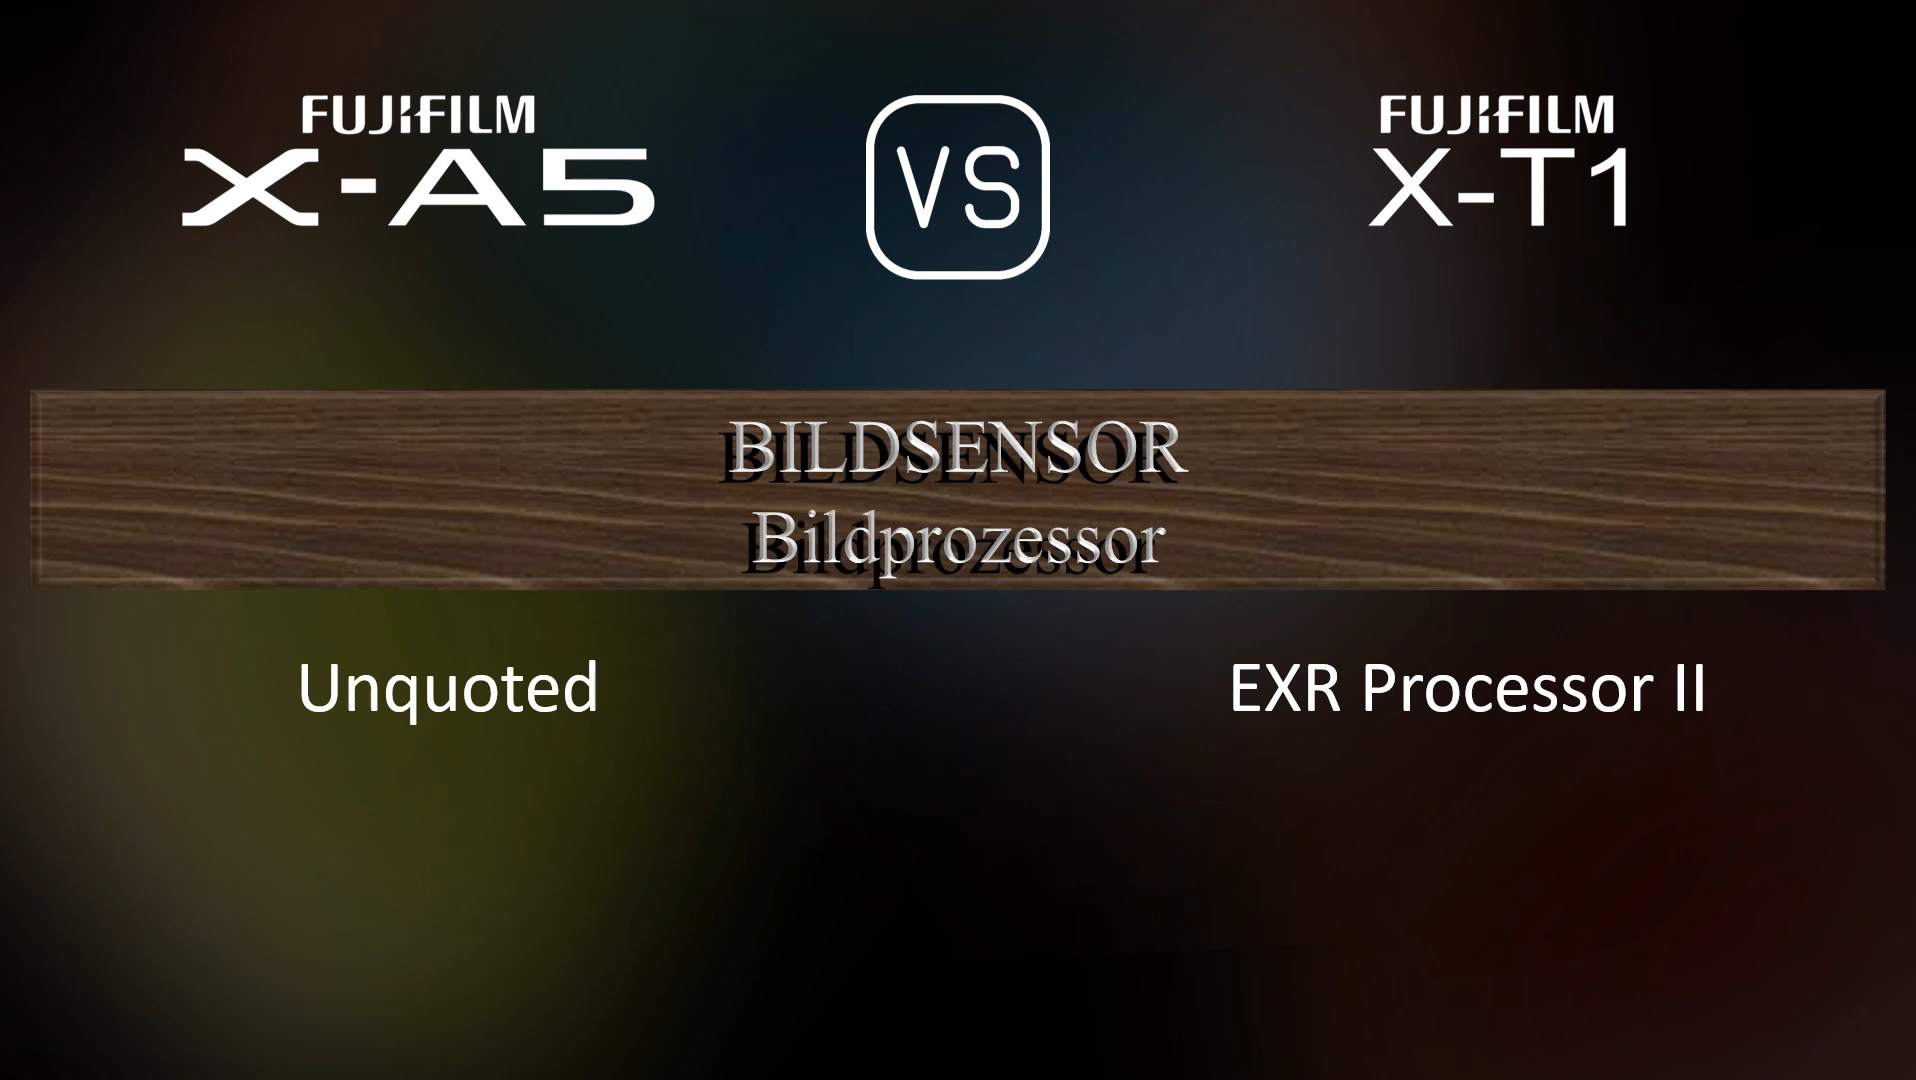 FUJIFILM
X-A5
VS
FUJIFILM
X-T1
BILDSENSOR
Bildprozessor
Unquoted
EXR Processor II